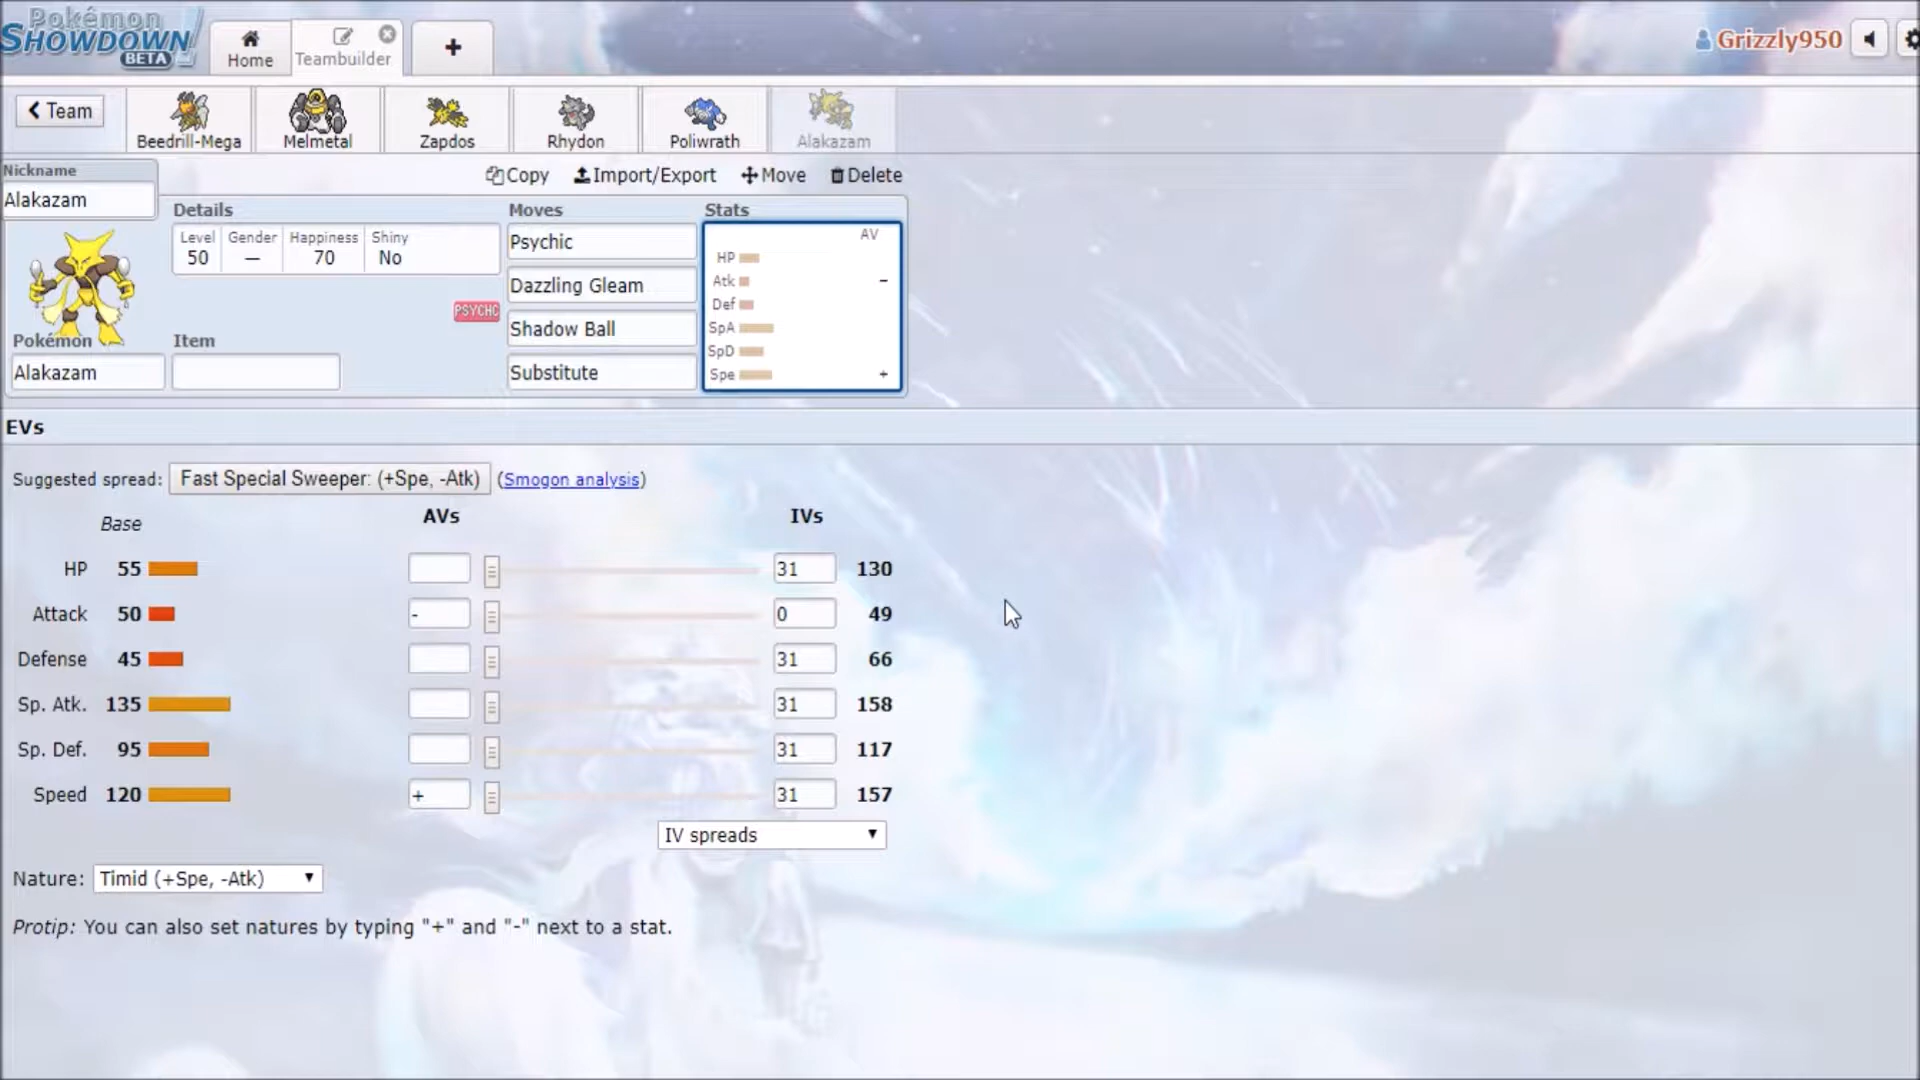 Pokémon
SHOWDOWN!
BETA
Home
Teambuilder
+
Grizzly950
Team
Beedrill-Mega
Melmetal
Zapdos
Rhydon
Poliwrath
Alakazam
Nickname
Alakazam
Copy
Import/Export
Move
Delete
Details
Moves
Stats
Level
50
Gender
—
Happiness
70
Shiny
No
PSYCHC
Pokémon
Alakazam
Item
Psychic
Dazzling Gleam
Shadow Ball
Substitute
AV
HP
Atk −
Def
SpA
SpD
Spe +
EVs
Suggested spread: Fast Special Sweeper: (+Spe, -Atk) (Smogon analysis)
Base AVs IVs
HP 55 31 130
Attack 50 - 0 49
Defense 45 31 66
Sp. Atk. 135 31 158
Sp. Def. 95 31 117
Speed 120 + 31 157
IV spreads
Nature: Timid (+Spe, -Atk)
Protip: You can also set natures by typing "+" and "-" next to a stat.